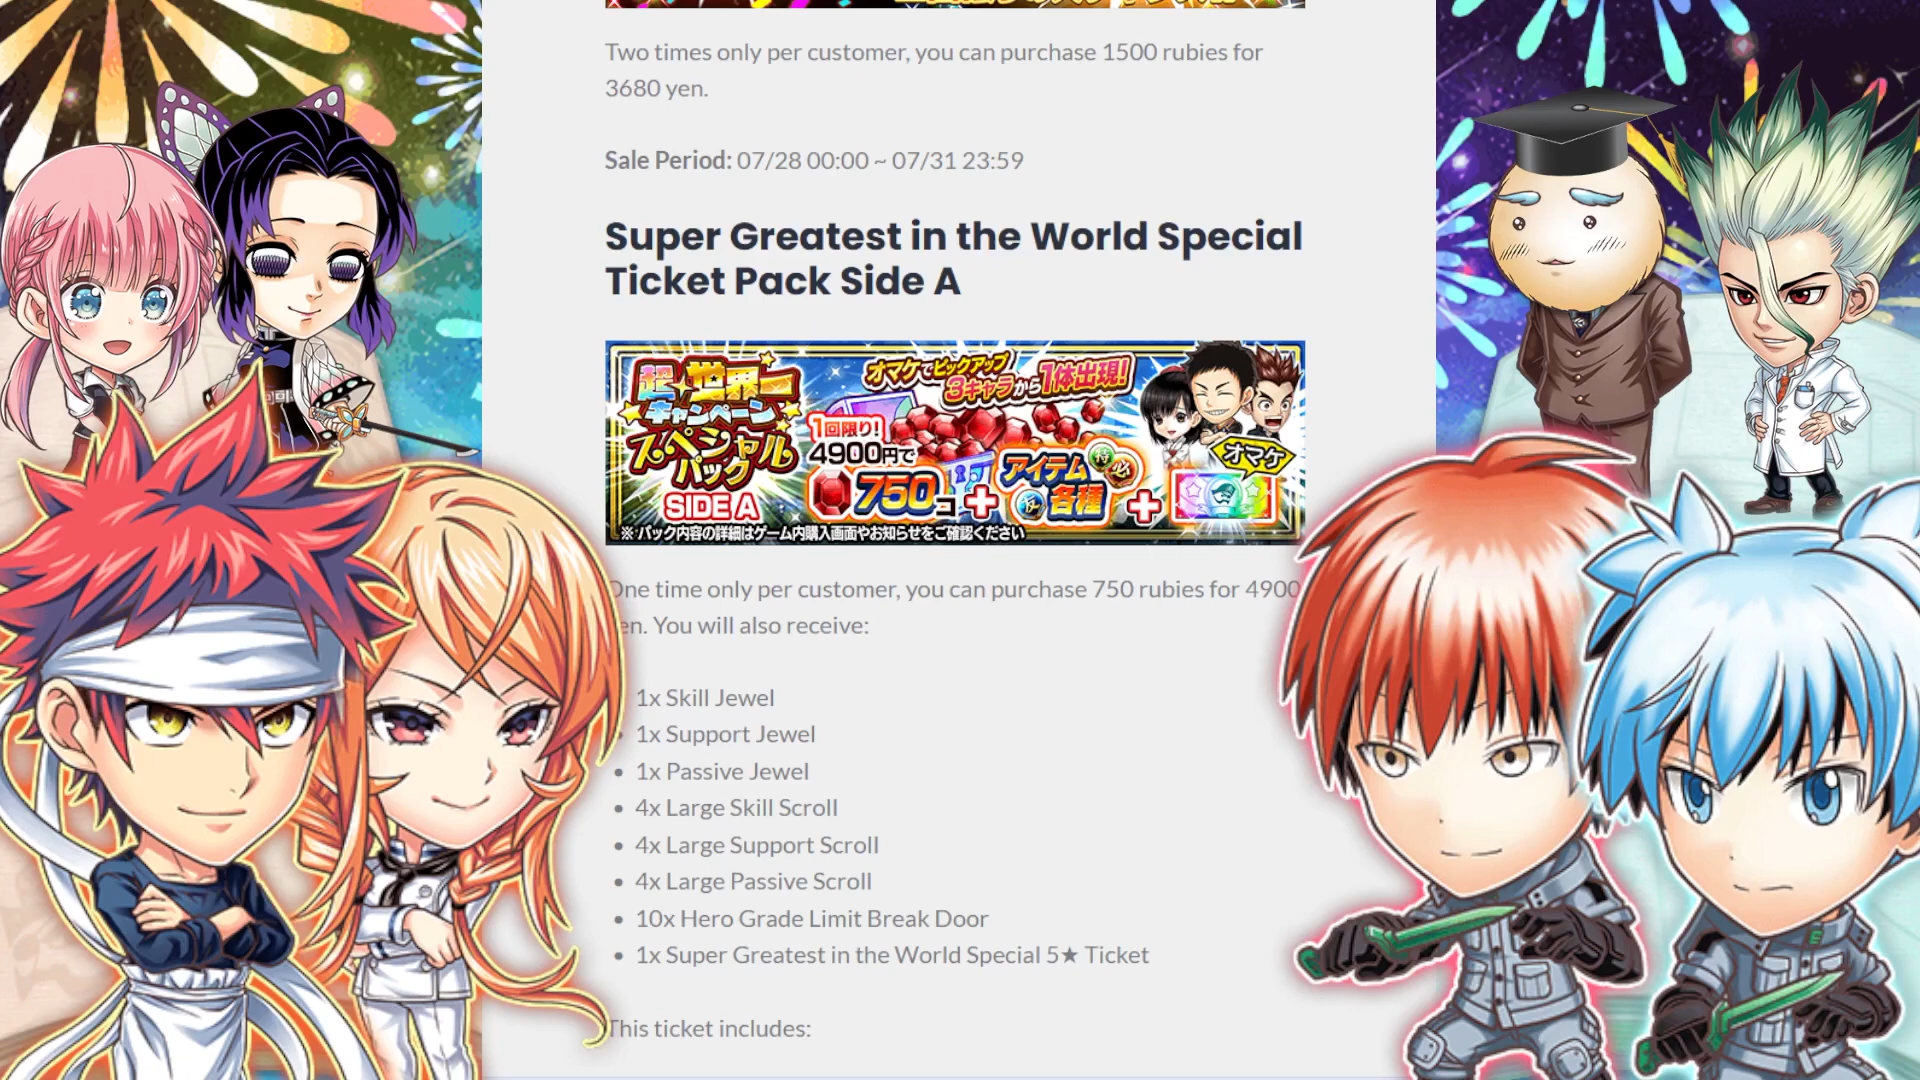 Two times only per customer, you can purchase 1500 rubies for
3680 yen.
Sale Period: 07/28 00:00 ~ 07/31 23:59
Super Greatest in the World Special
Ticket Pack Side A
超世界一
キャンペーン
スペシャル
パック
SIDE A
オマケでピックアップ
3キャラから1体出現!
1回限り!
4900円で
750コ
+
アイテム
各種
+
オマケ
※パック内容の詳細はゲーム内購入画面やお知らせをご確認ください
One time only per customer, you can purchase 750 rubies for 4900
en. You will also receive:
1x Skill Jewel
1x Support Jewel
• 1x Passive Jewel
• 4x Large Skill Scroll
• 4x Large Support Scroll
• 4x Large Passive Scroll
• 10x Hero Grade Limit Break Door
• 1x Super Greatest in the World Special 5★ Ticket
This ticket includes: